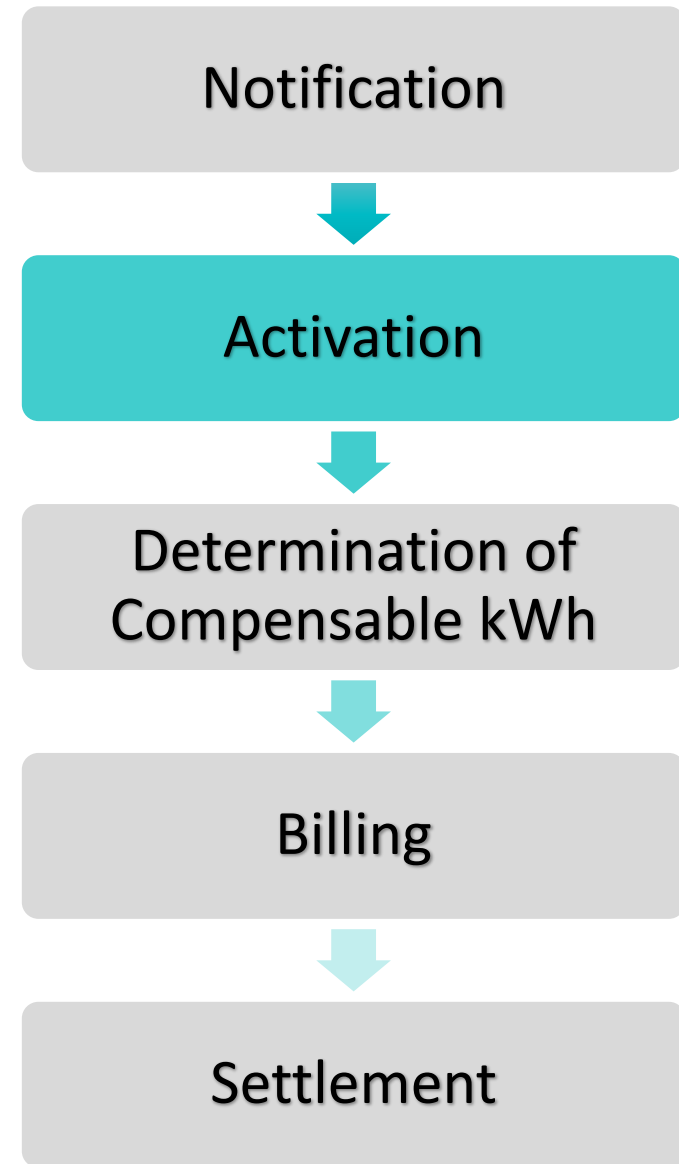 Notification
Activation
Determination of
Compensable kWh
Billing
Settlement